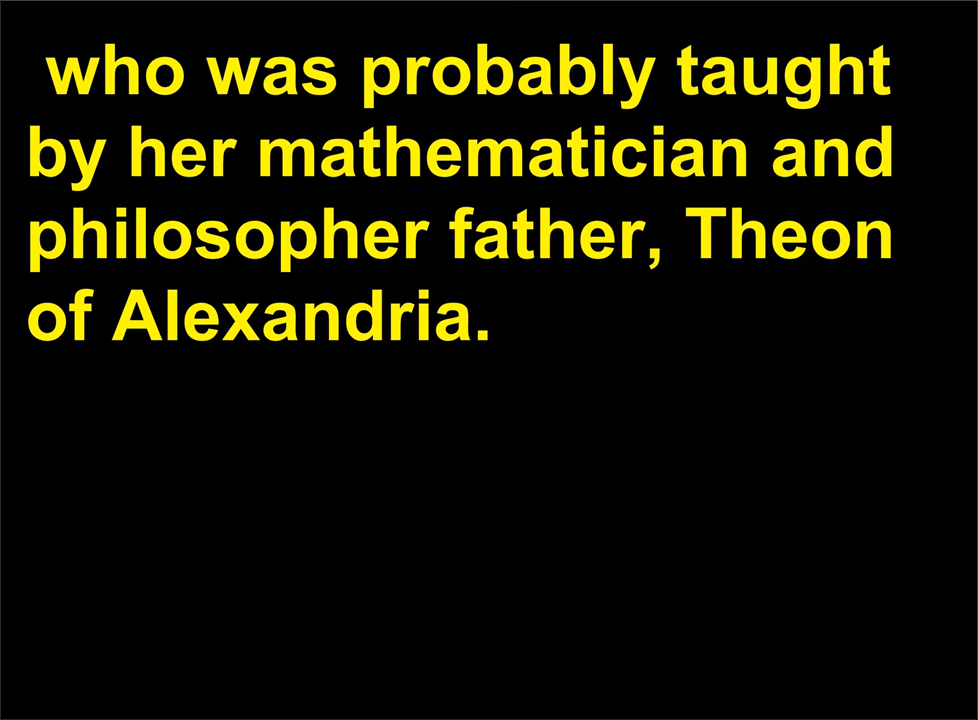 who was probably taught
by her mathematician and
philosopher father, Theon
of Alexandria.